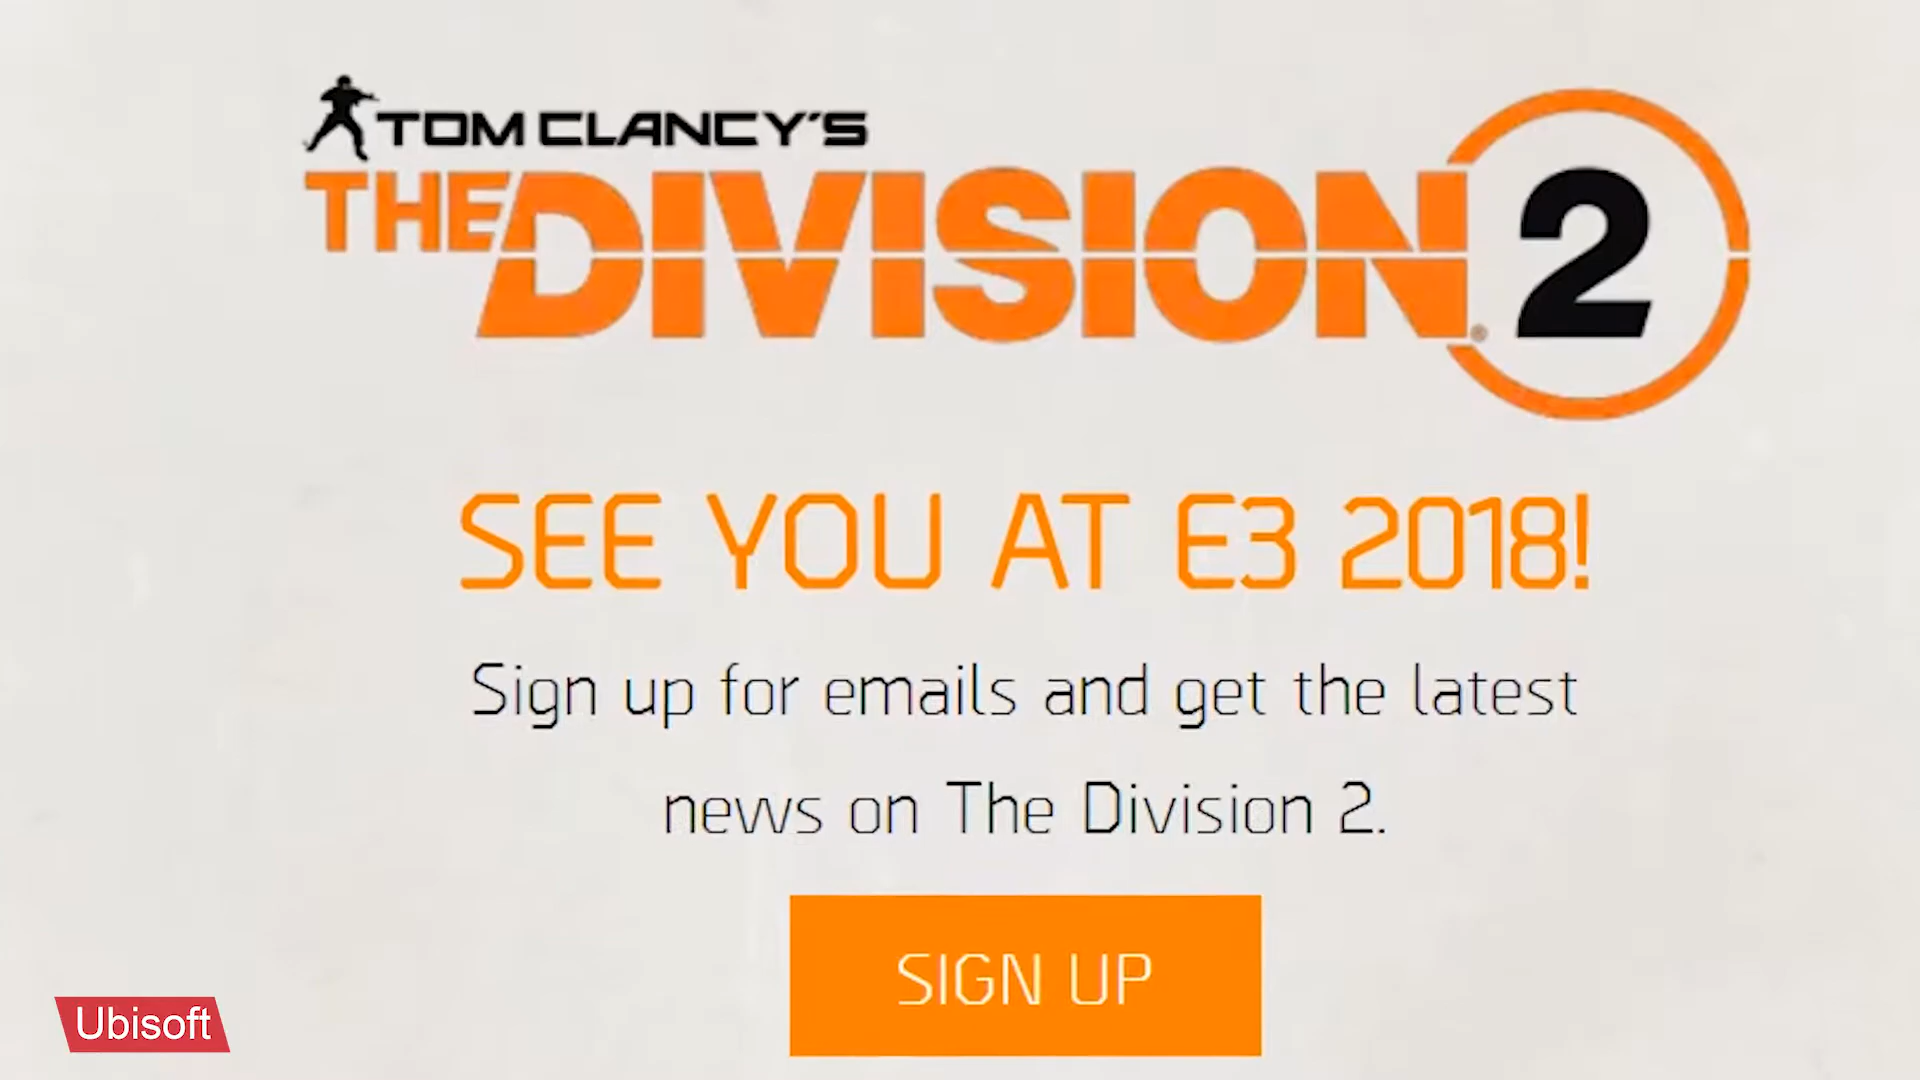 TOM CLANCY'S
THE DIVISION 2
SEE YOU AT E3 2018!
Sign up for emails and get the latest
news on The Division 2.
SIGN UP
Ubisoft